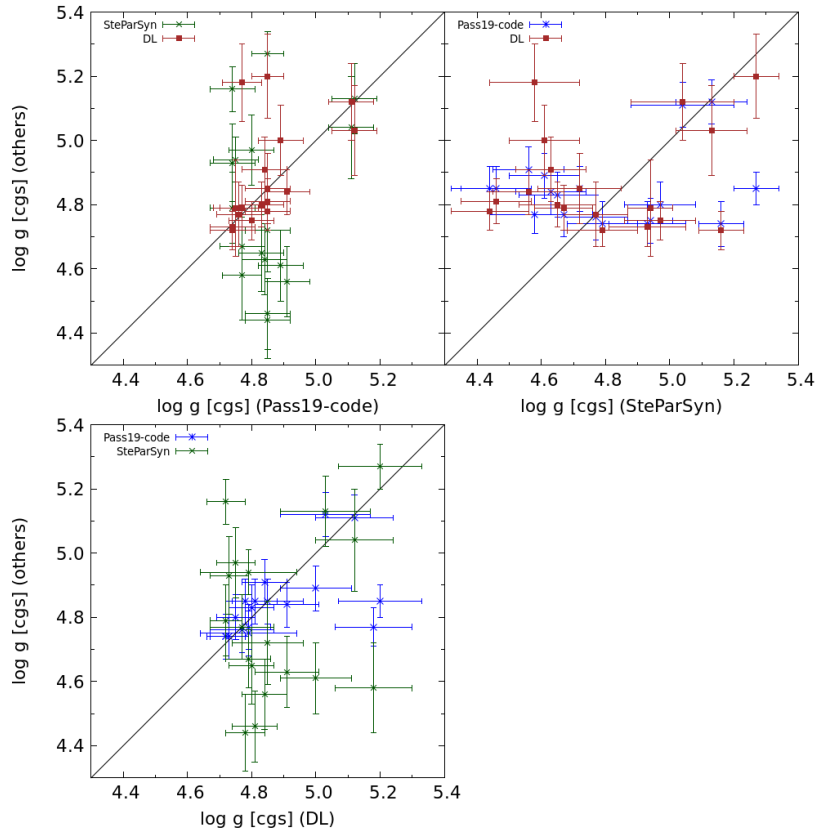 SteParSyn
DL
Pass19-code
DL
log g [cgs] (others)
5.4
5.2
5.0
4.8
4.6
4.4
4.4 4.6 4.8 5.0 5.2
4.4 4.6 4.8 5.0 5.2 5.4
log g [cgs] (Pass19-code)
log g [cgs] (SteParSyn)
Pass19-code
SteParSyn
log g [cgs] (others)
5.4
5.2
5.0
4.8
4.6
4.4
4.4 4.6 4.8 5.0 5.2 5.4
log g [cgs] (DL)